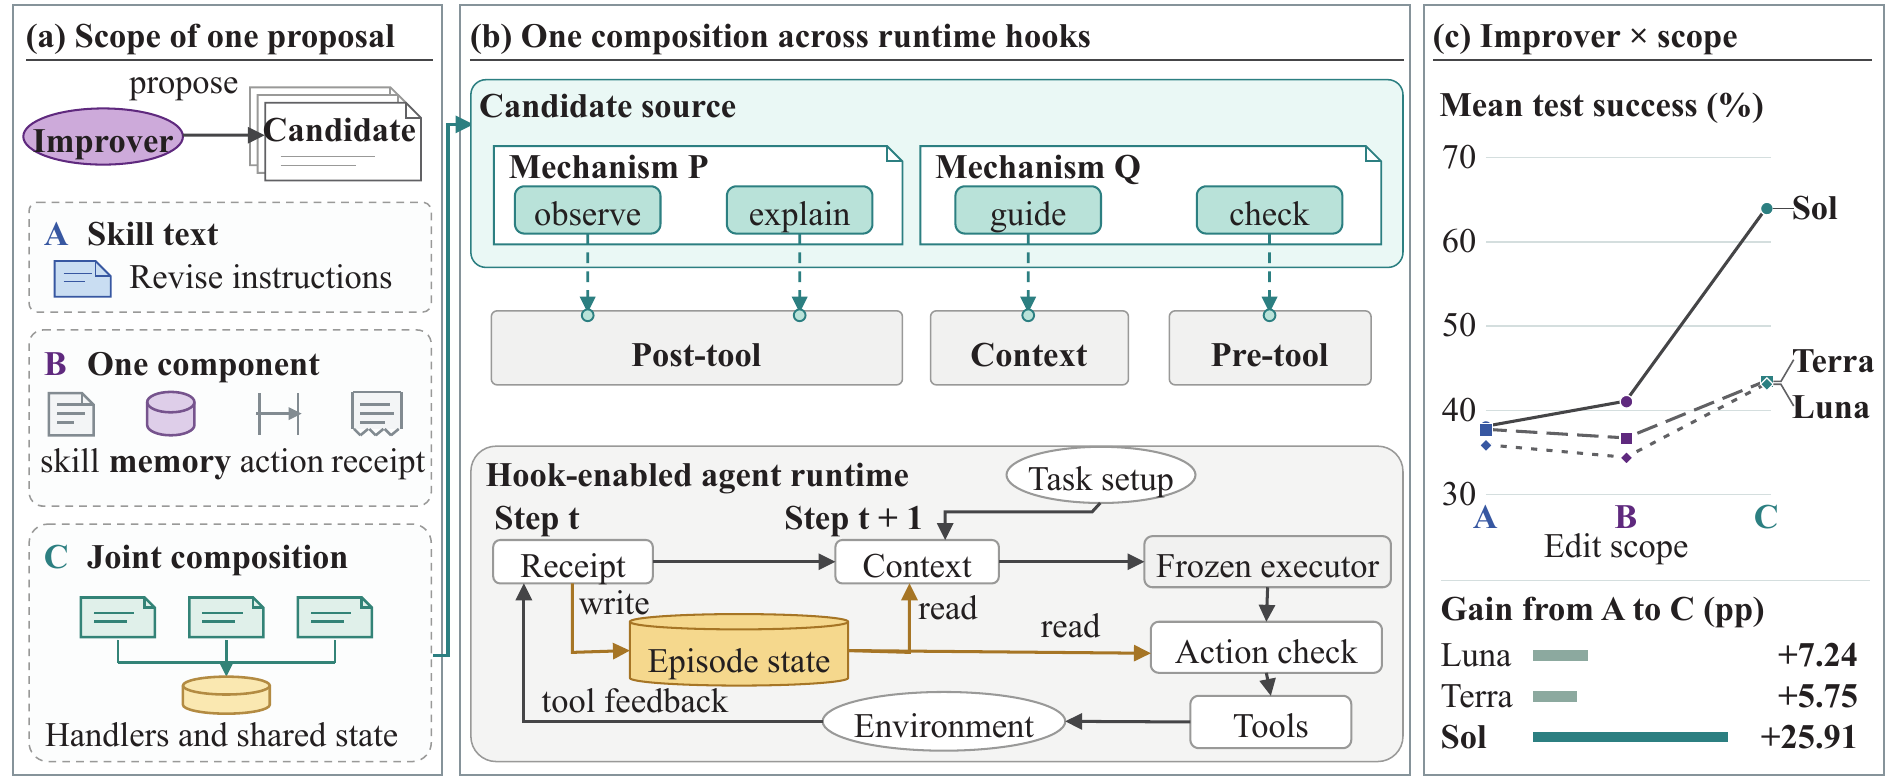 (a) Scope of one proposal
propose
Improver
Candidate
A Skill text
Revise instructions
B One component
skill memory action receipt
C Joint composition
Handlers and shared state
(b) One composition across runtime hooks
Candidate source
Mechanism P
observe
explain
Mechanism Q
guide
check
Post-tool
Context
Pre-tool
Hook-enabled agent runtime
Task setup
Step t
Step t + 1
Receipt
Context
Frozen executor
write
read
Episode state
read
Action check
tool feedback
Environment
Tools
(c) Improver × scope
Mean test success (%)
70
60
50
40
30
Sol
Terra
Luna
A B C
Edit scope
Gain from A to C (pp)
Luna +7.24
Terra +5.75
Sol +25.91